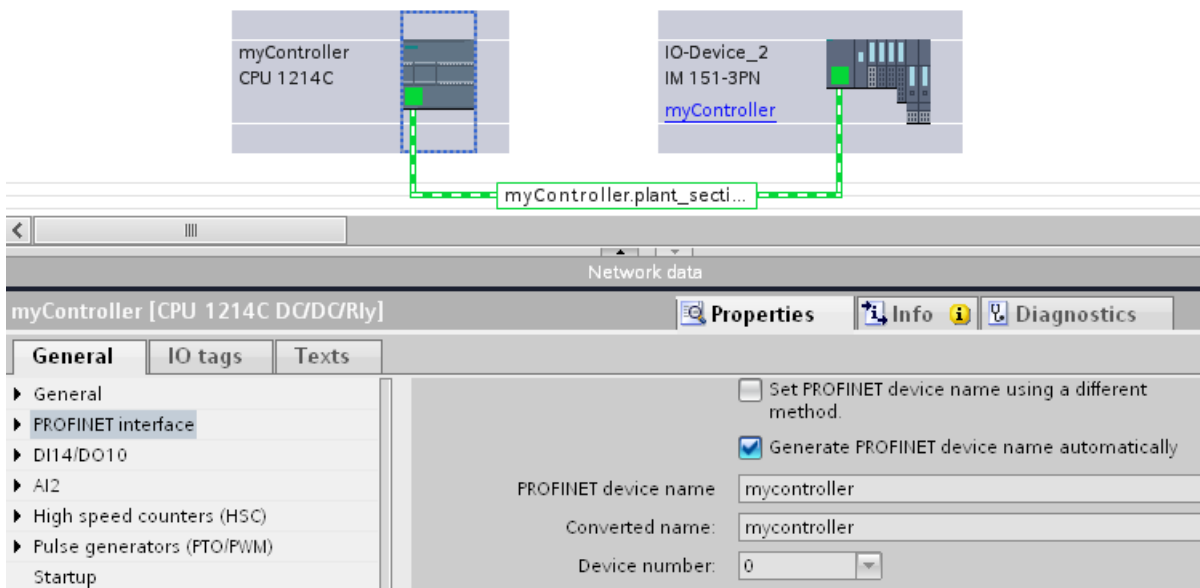 myController
CPU 1214C
IO-Device_2
IM 151-3PN
myController
myController.plant_secti...
Network data
myController [CPU 1214C DC/DC/Rly]
Properties
Info
Diagnostics
General
IO tags
Texts
General
PROFINET interface
DI14/DO10
AI2
High speed counters (HSC)
Pulse generators (PTO/PWM)
Startup
Set PROFINET device name using a different
method.
Generate PROFINET device name automatically
PROFINET device name
mycontroller
Converted name:
mycontroller
Device number:
0